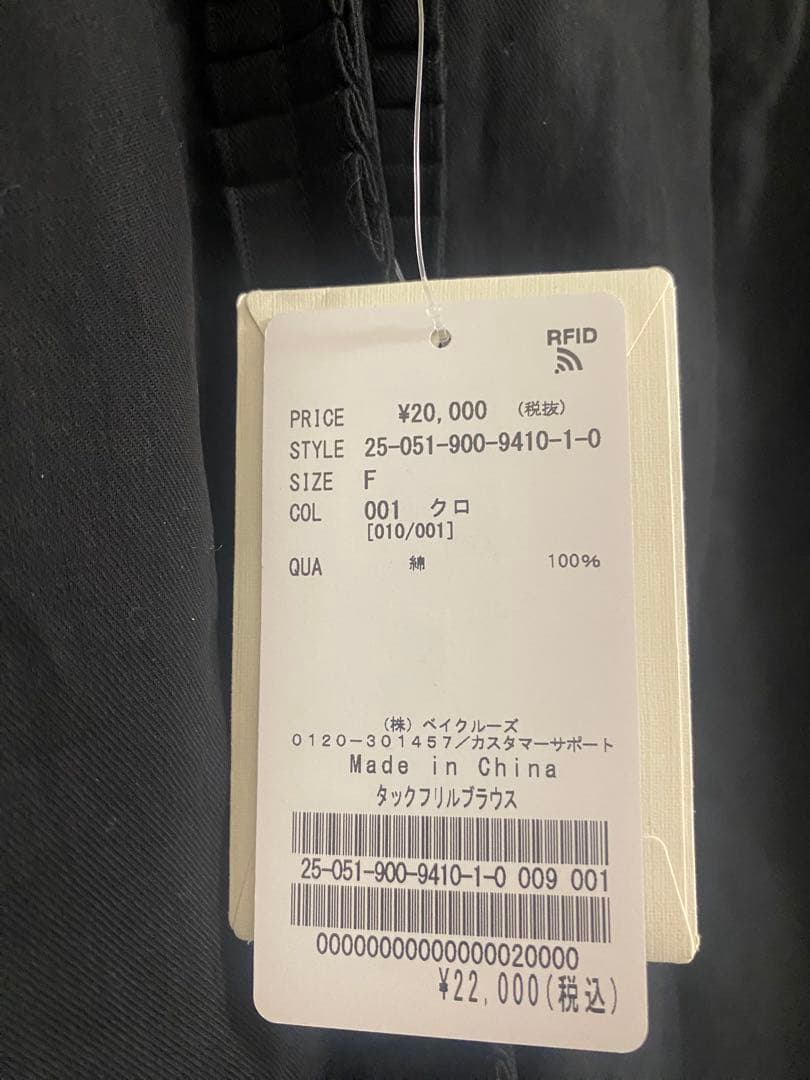 RFID
PRICE ¥20,000 (税抜)
STYLE 25-051-900-9410-1-0
SIZE F
COL 001 クロ
[010/001]
QUA 綿 100%
(株)ベイクルーズ
0120-301457/カスタマーサポート
Made in China
タックフリルブラウス
25-051-900-9410-1-0 009 001
00000000000000020000
¥22,000(税込)